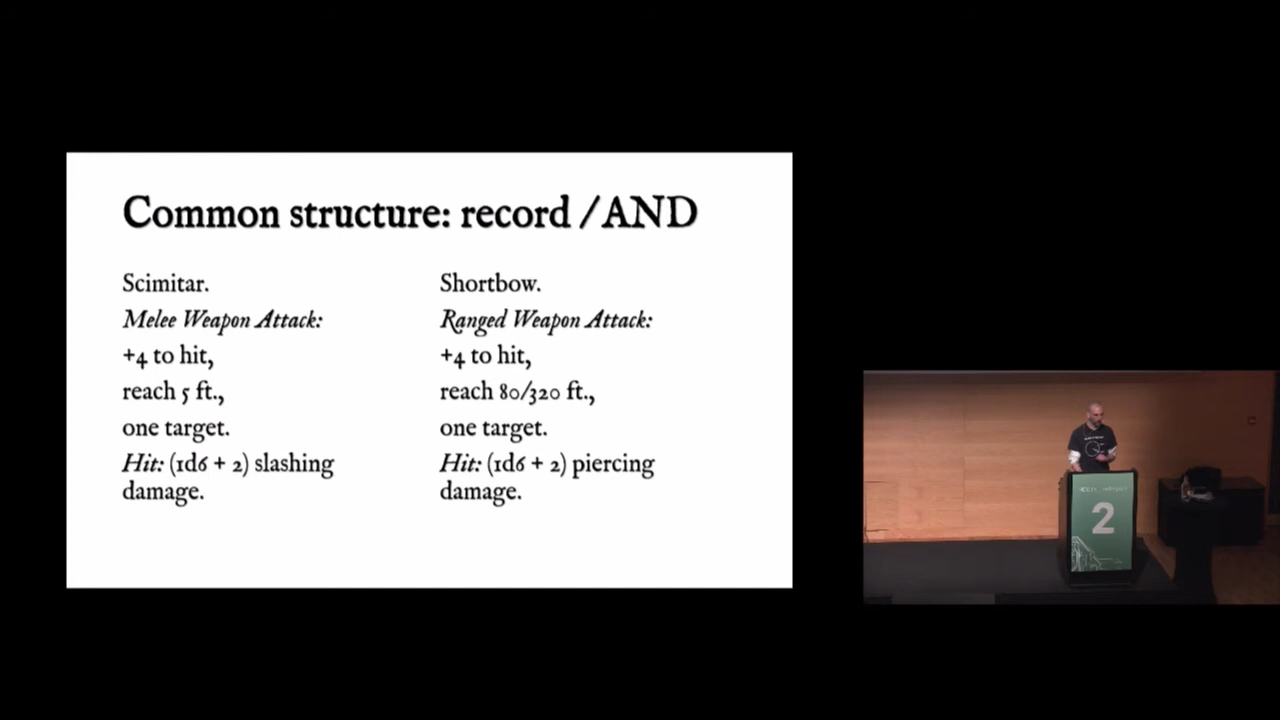 Common structure: record / AND
Scimitar.
Melee Weapon Attack:
+4 to hit,
reach 5 ft.,
one target.
Hit: (1d6 + 2) slashing
damage.
Shortbow.
Ranged Weapon Attack:
+4 to hit,
reach 80/320 ft.,
one target.
Hit: (1d6 + 2) piercing
damage.
2